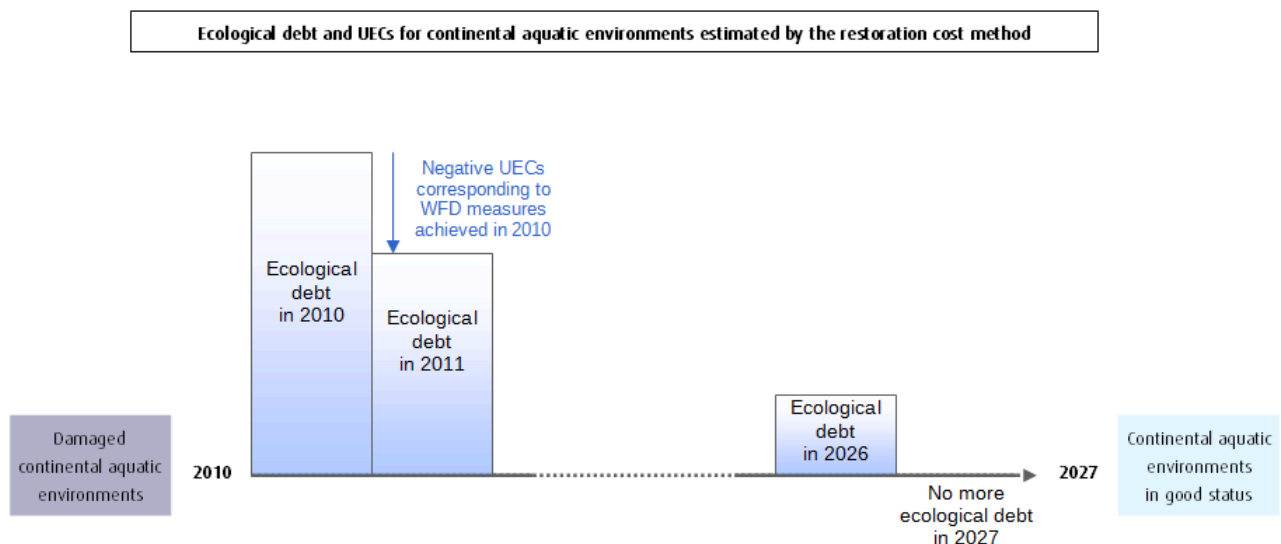 Ecological debt and UECs for continental aquatic environments estimated by the restoration cost method
Negative UECs
corresponding to
WFD measures
achieved in 2010
Ecological
debt
in 2010
Ecological
debt
in 2011
Ecological
debt
in 2026
Damaged
continental aquatic
environments
2010
2027
Continental aquatic
environments
in good status
No more
ecological debt
in 2027